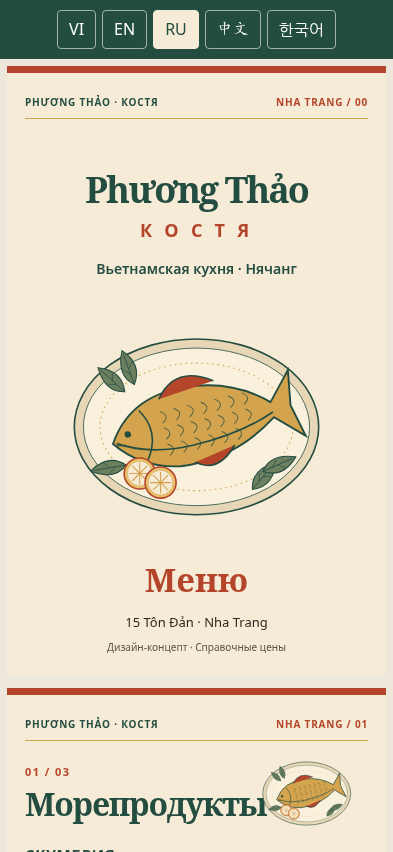 VI EN RU 中文 한국어
PHƯƠNG THẢO · КОСТЯ NHA TRANG / 00
Phương Thảo
КОСТЯ
Вьетнамская кухня · Нячанг
Меню
15 Tôn Đản · Nha Trang
Дизайн-концепт · Справочные цены
PHƯƠNG THẢO · КОСТЯ NHA TRANG / 01
01 / 03
Морепродукты
СКУМБРИЯ